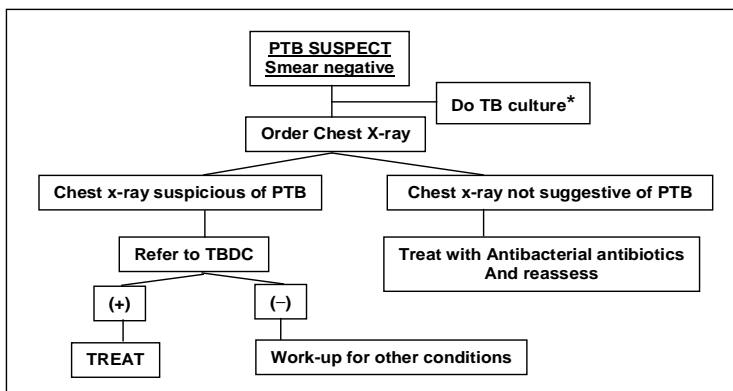 PTB SUSPECT
Smear negative
Do TB culture*
Order Chest X-ray
Chest x-ray suspicious of PTB
Chest x-ray not suggestive of PTB
Refer to TBDC
Treat with Antibacterial antibiotics
And reassess
(+)
(−)
TREAT
Work-up for other conditions